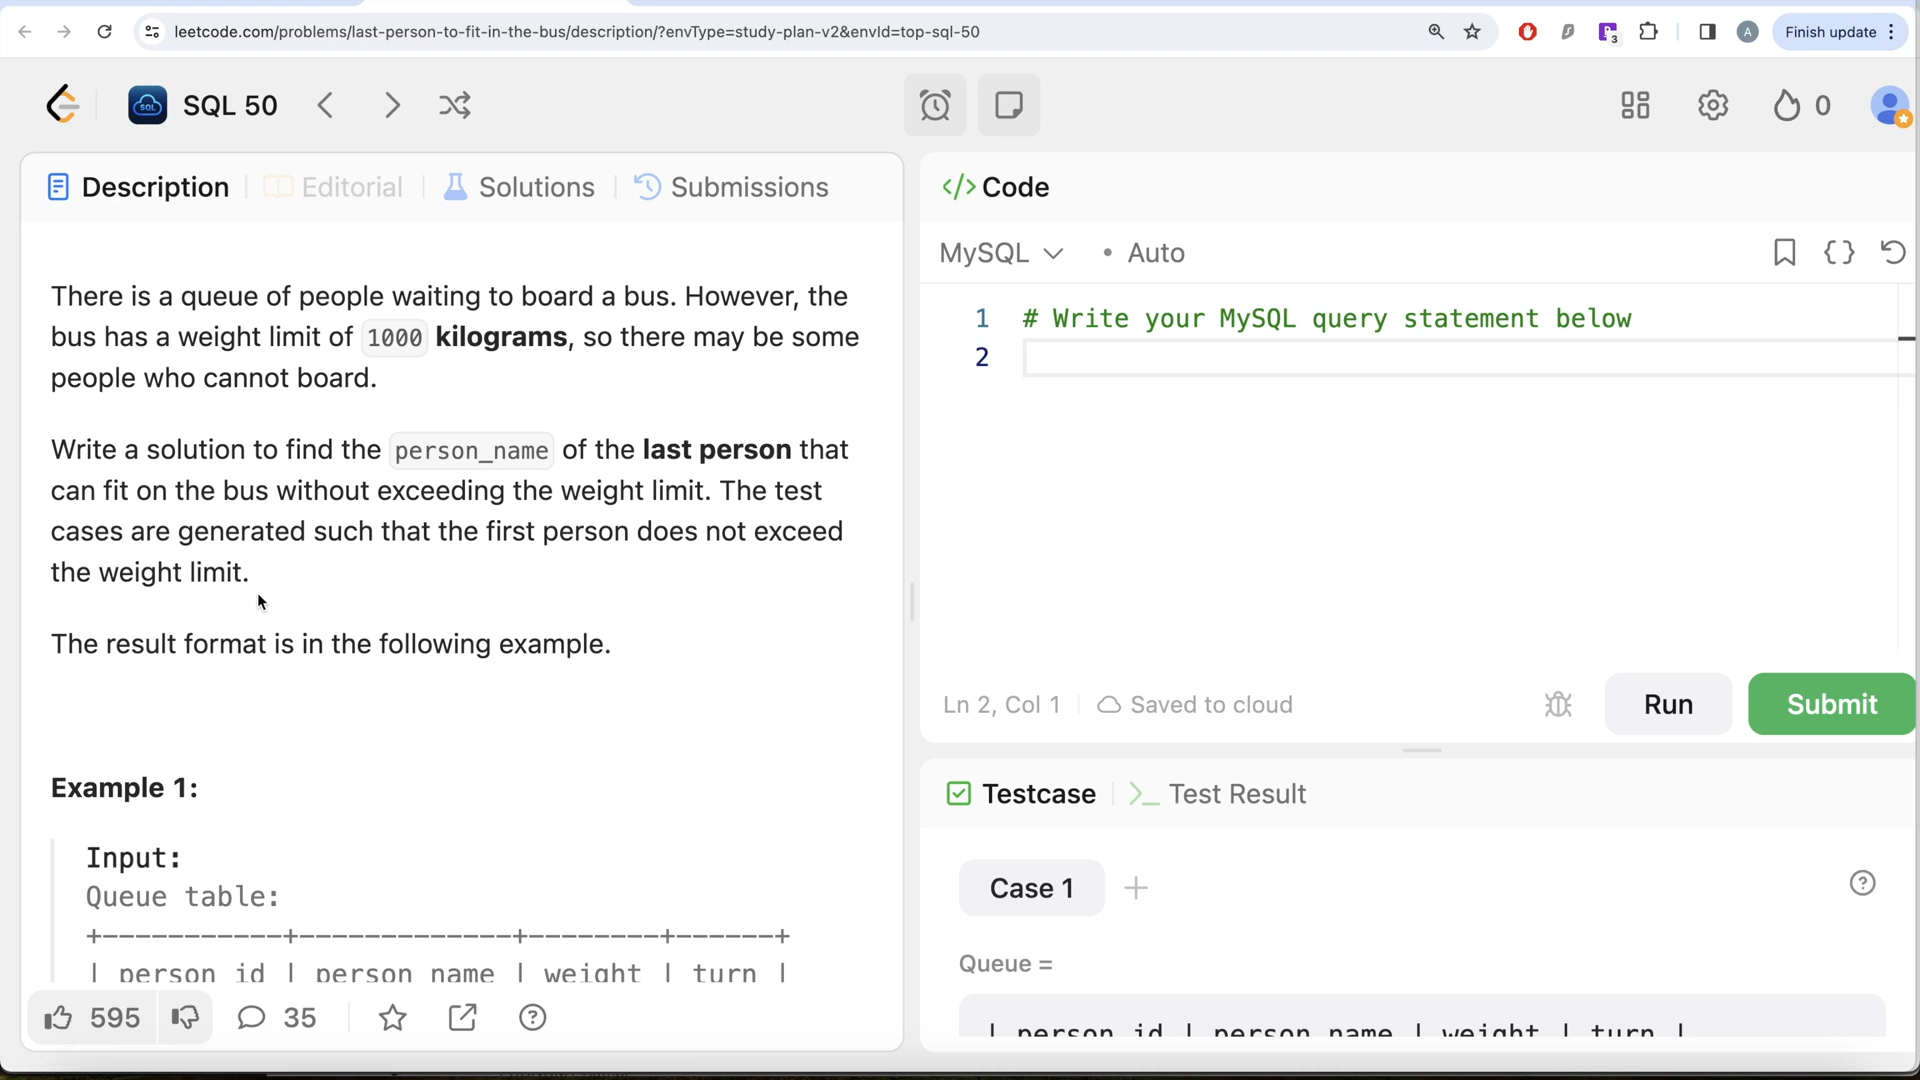 leetcode.com/problems/last-person-to-fit-in-the-bus/description/?envType=study-plan-v2&envId=top-sql-50
3
A
Finish update
SQL
SQL 50
0
Description
Editorial
Solutions
Submissions
There is a queue of people waiting to board a bus. However, the
bus has a weight limit of 1000 kilograms, so there may be some
people who cannot board.
Write a solution to find the person_name of the last person that
can fit on the bus without exceeding the weight limit. The test
cases are generated such that the first person does not exceed
the weight limit.
The result format is in the following example.
Example 1:
Input:
Queue table:
+-----------+-------------+--------+------+
| person_id | person_name | weight | turn |
595
35
</> Code
MySQL
• Auto
{}
1 # Write your MySQL query statement below
2
Ln 2, Col 1
Saved to cloud
Run
Submit
Testcase
>_ Test Result
Case 1 +
Queue =
| person_id | person_name | weight | turn |